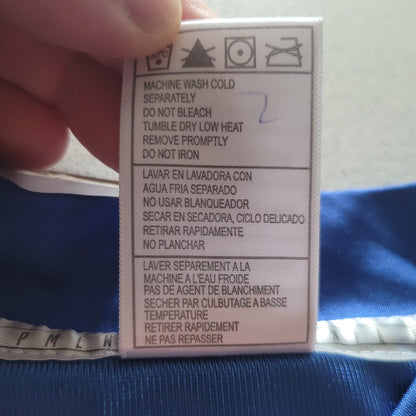 MACHINE WASH COLD
SEPARATELY
DO NOT BLEACH
TUMBLE DRY LOW HEAT
REMOVE PROMPTLY
DO NOT IRON
LAVAR EN LAVADORA CON
AGUA FRIA SEPARADO
NO USAR BLANQUEADOR
SECAR EN SECADORA, CICLO DELICADO
RETIRAR RAPIDAMENTE
NO PLANCHAR
LAVER SEPAREMENT A LA
MACHINE A L'EAU FROIDE
PAS DE AGENT DE BLANCHIMENT
SECHER PAR CULBUTAGE A BASSE
TEMPERATURE
RETIRER RAPIDEMENT
NE PAS REPASSER